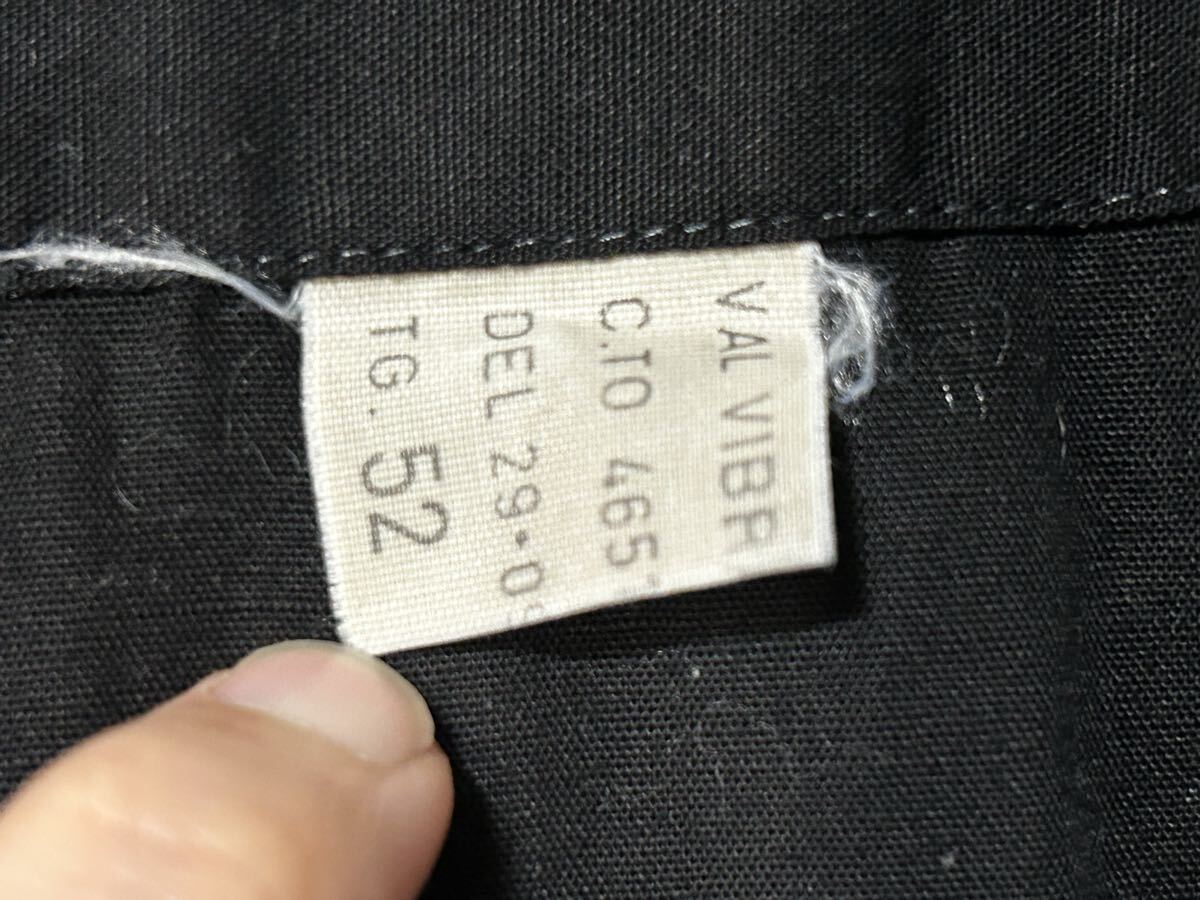 VAL VIBR
C.TO 465
DEL 29.0
TG. 52